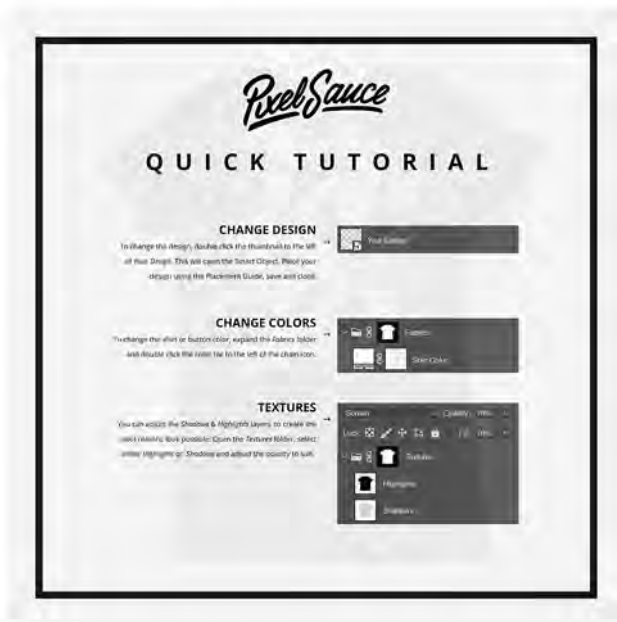 Pixel Sauce
QUICK TUTORIAL
CHANGE DESIGN
To change the design, double click the thumbnail to the left
of Your Design. This will open the Smart Object. Place your
design using the Placement Guide, save and close.
Your Design
CHANGE COLORS
To change the shirt or button color, expand the Fabrics folder
and double click the color tile to the left of the chain icon.
Fabrics
Shirt Color
TEXTURES
You can adjust the Shadows & Highlights layers, to create the
most realistic look possible. Open the Textures folder, select
either Highlights or Shadows and adjust the opacity to suit.
Screen Opacity:
Lock:
Textures
Highlights
Shadows